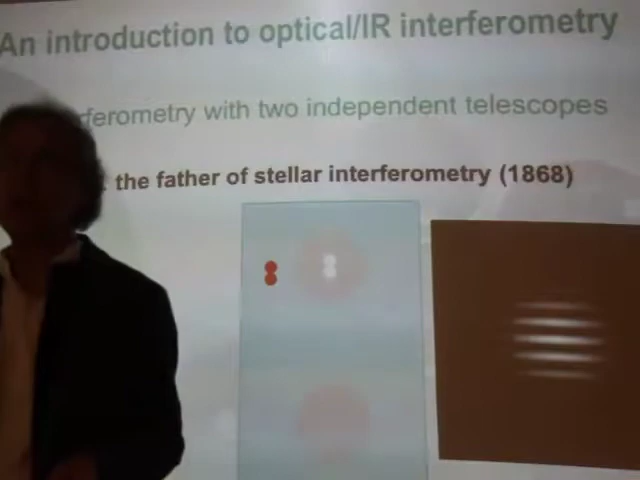 An introduction to optical/IR interferometry
ferometry with two independent telescopes
the father of stellar interferometry (1868)